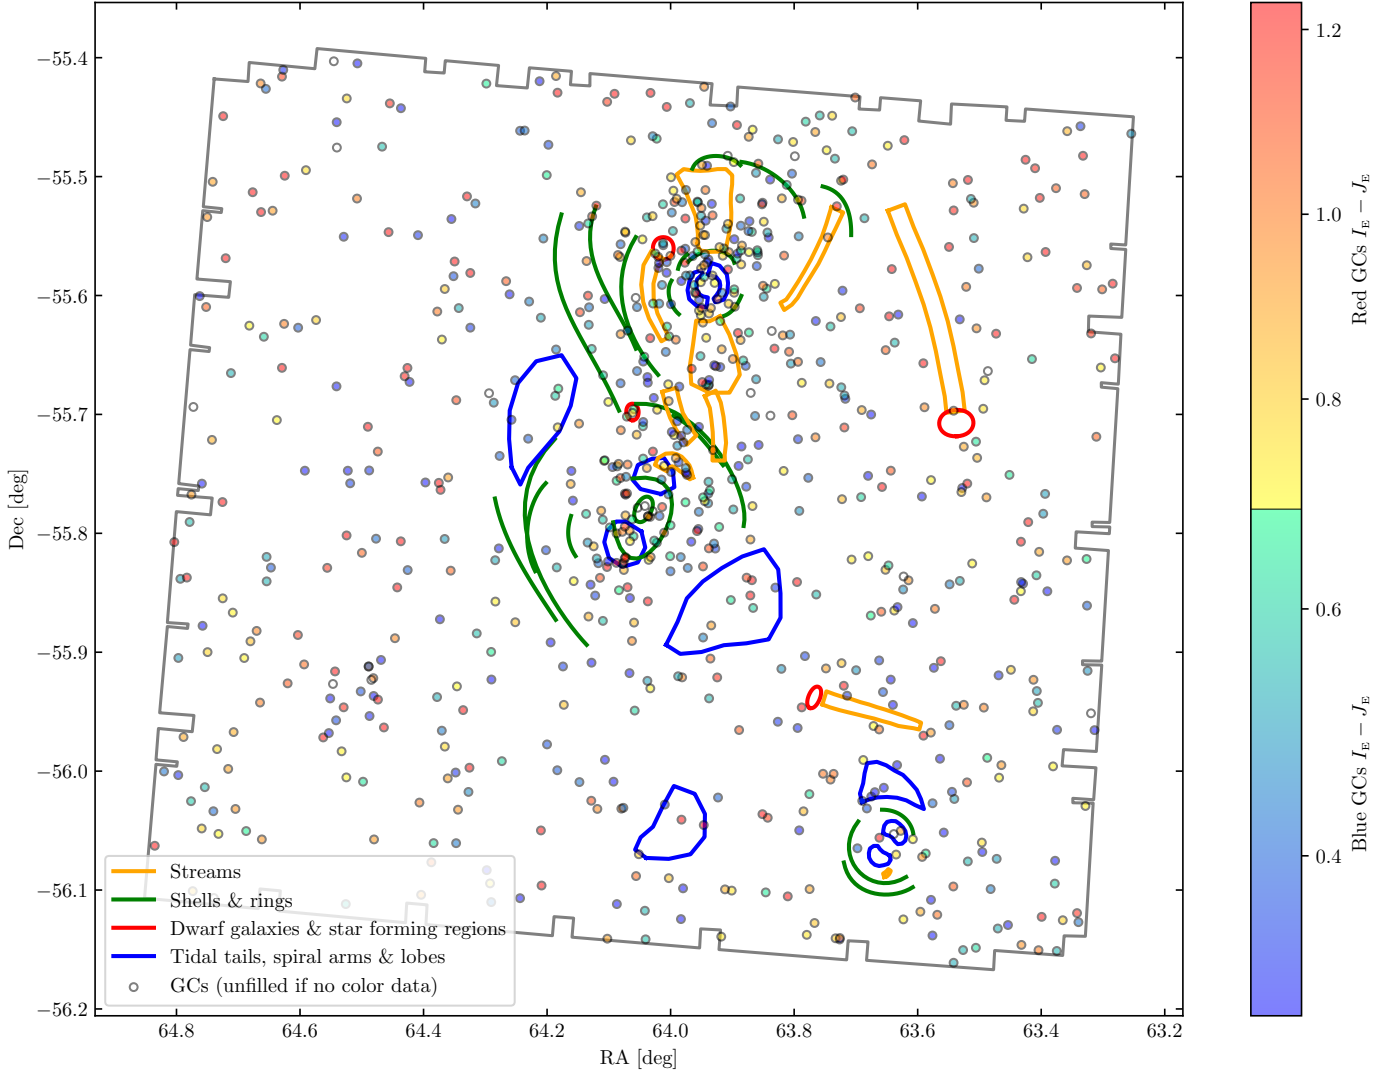 −55.4
−55.5
−55.6
−55.7
−55.8
−55.9
−56.0
−56.1
−56.2
Dec [deg]
64.8 64.6 64.4 64.2 64.0 63.8 63.6 63.4 63.2
RA [deg]
Streams
Shells & rings
Dwarf galaxies & star forming regions
Tidal tails, spiral arms & lobes
GCs (unfilled if no color data)
1.2
1.0
0.8
0.6
0.4
Red GCs I_E − J_E
Blue GCs I_E − J_E